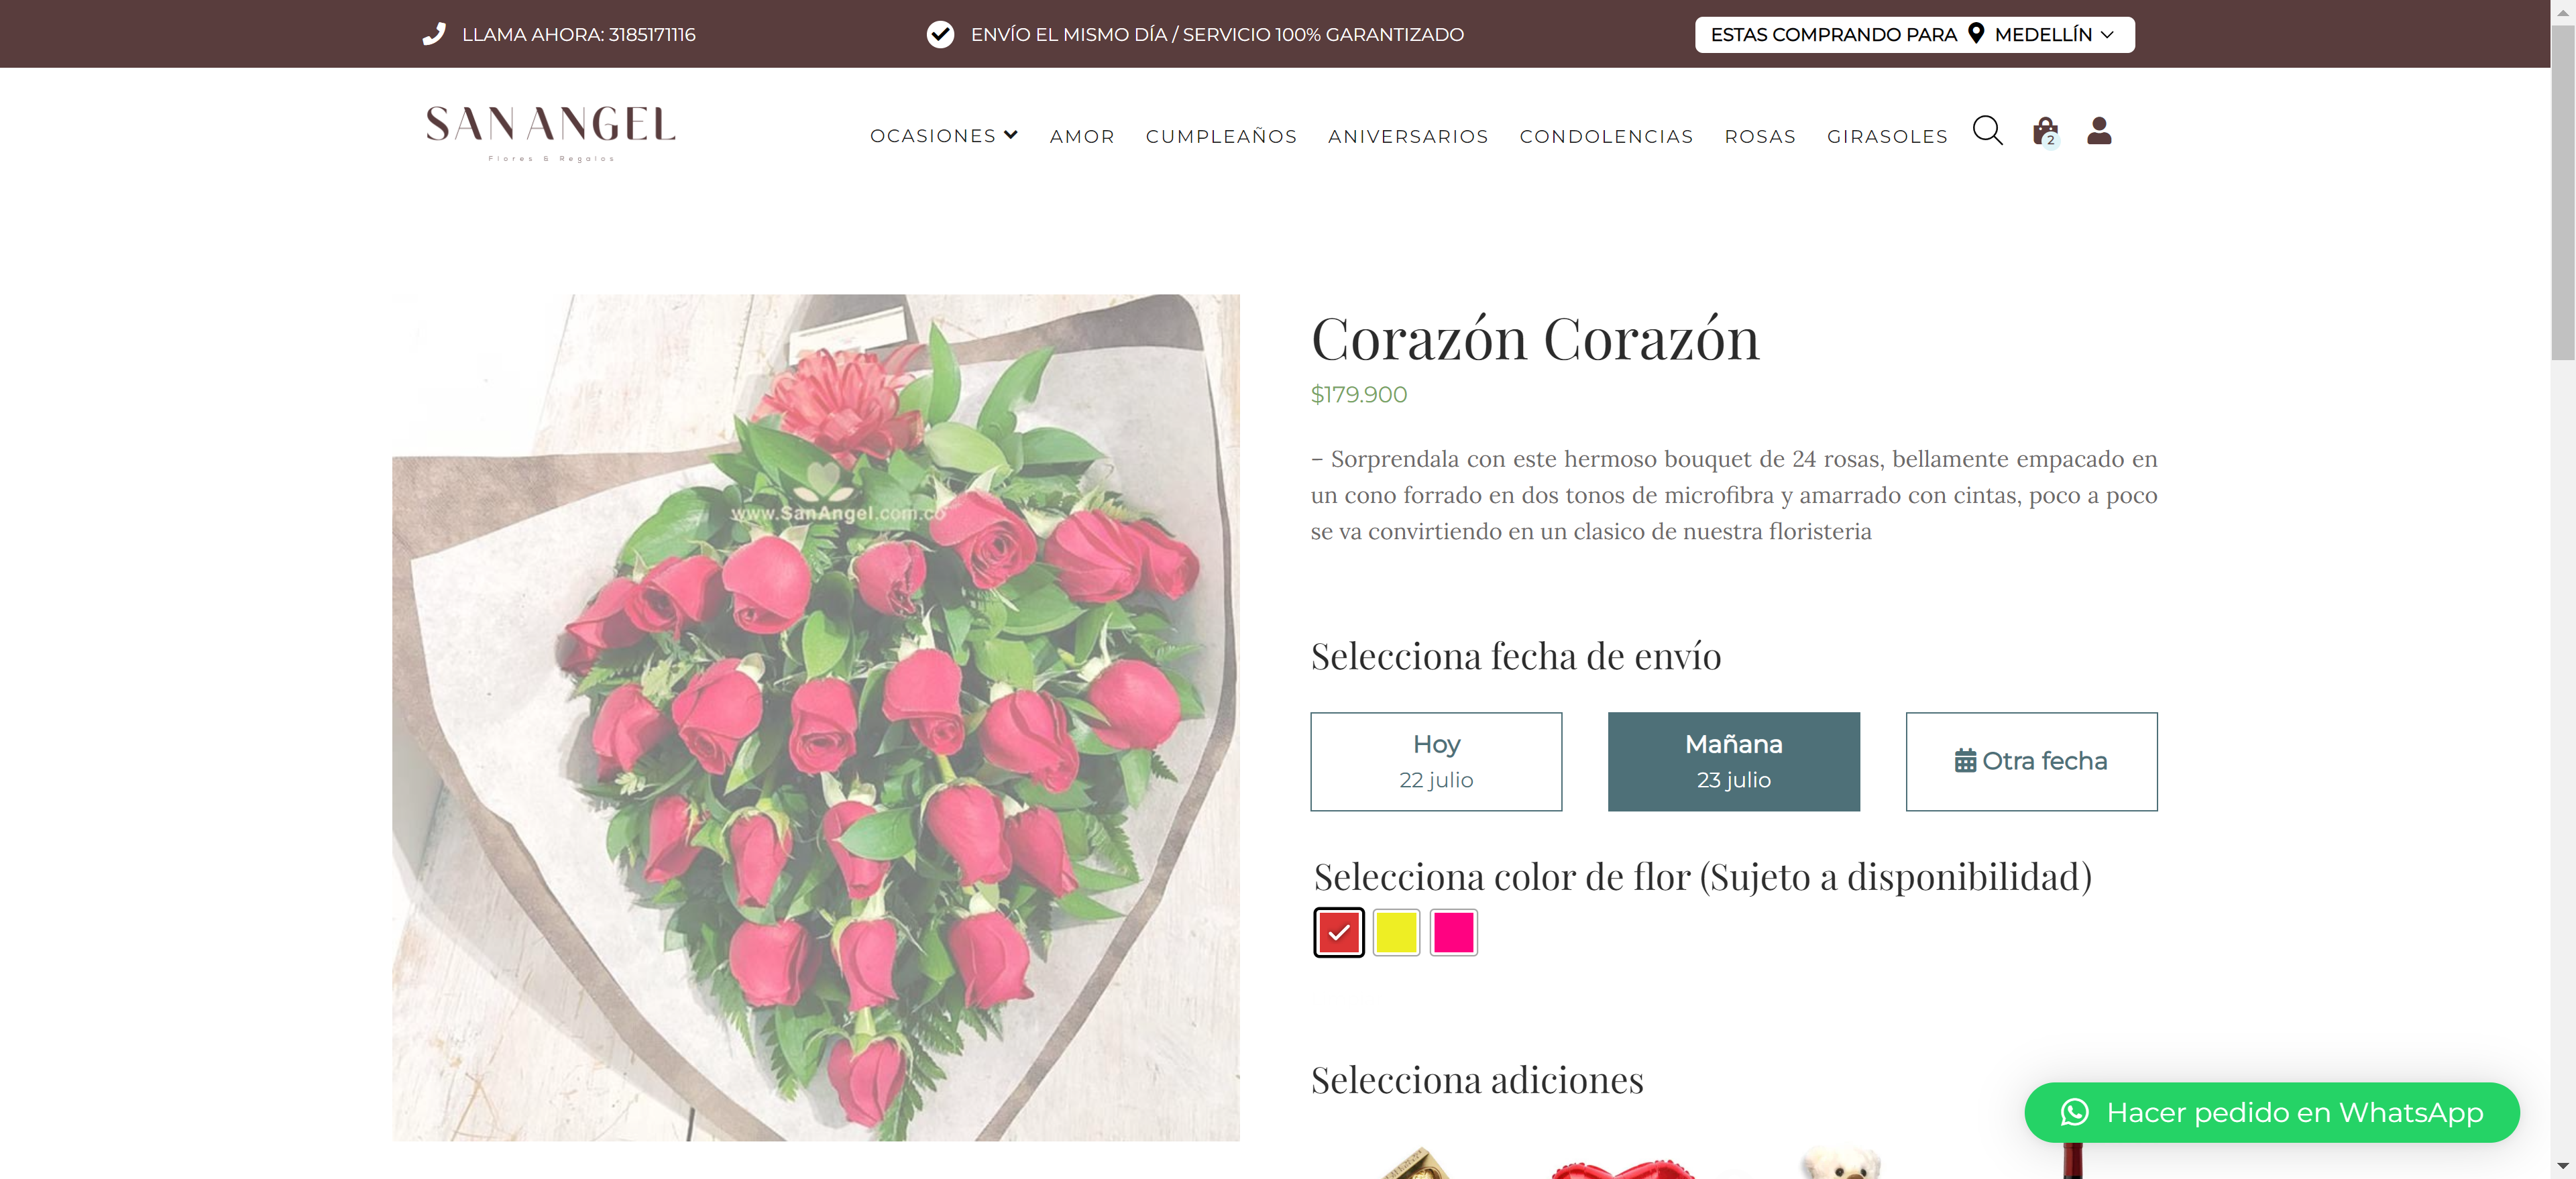 LLAMA AHORA: 3185171116
ENVÍO EL MISMO DÍA / SERVICIO 100% GARANTIZADO
ESTAS COMPRANDO PARA MEDELLÍN
SAN ANGEL
Flores & Regalos
OCASIONES
AMOR
CUMPLEAÑOS
ANIVERSARIOS
CONDOLENCIAS
ROSAS
GIRASOLES
2
www.SanAngel.com.co
Corazón Corazón
$179.900
– Sorprendala con este hermoso bouquet de 24 rosas, bellamente empacado en
un cono forrado en dos tonos de microfibra y amarrado con cintas, poco a poco
se va convirtiendo en un clasico de nuestra floristeria
Selecciona fecha de envío
Hoy
22 julio
Mañana
23 julio
Otra fecha
Selecciona color de flor (Sujeto a disponibilidad)
Selecciona adiciones
Hacer pedido en WhatsApp